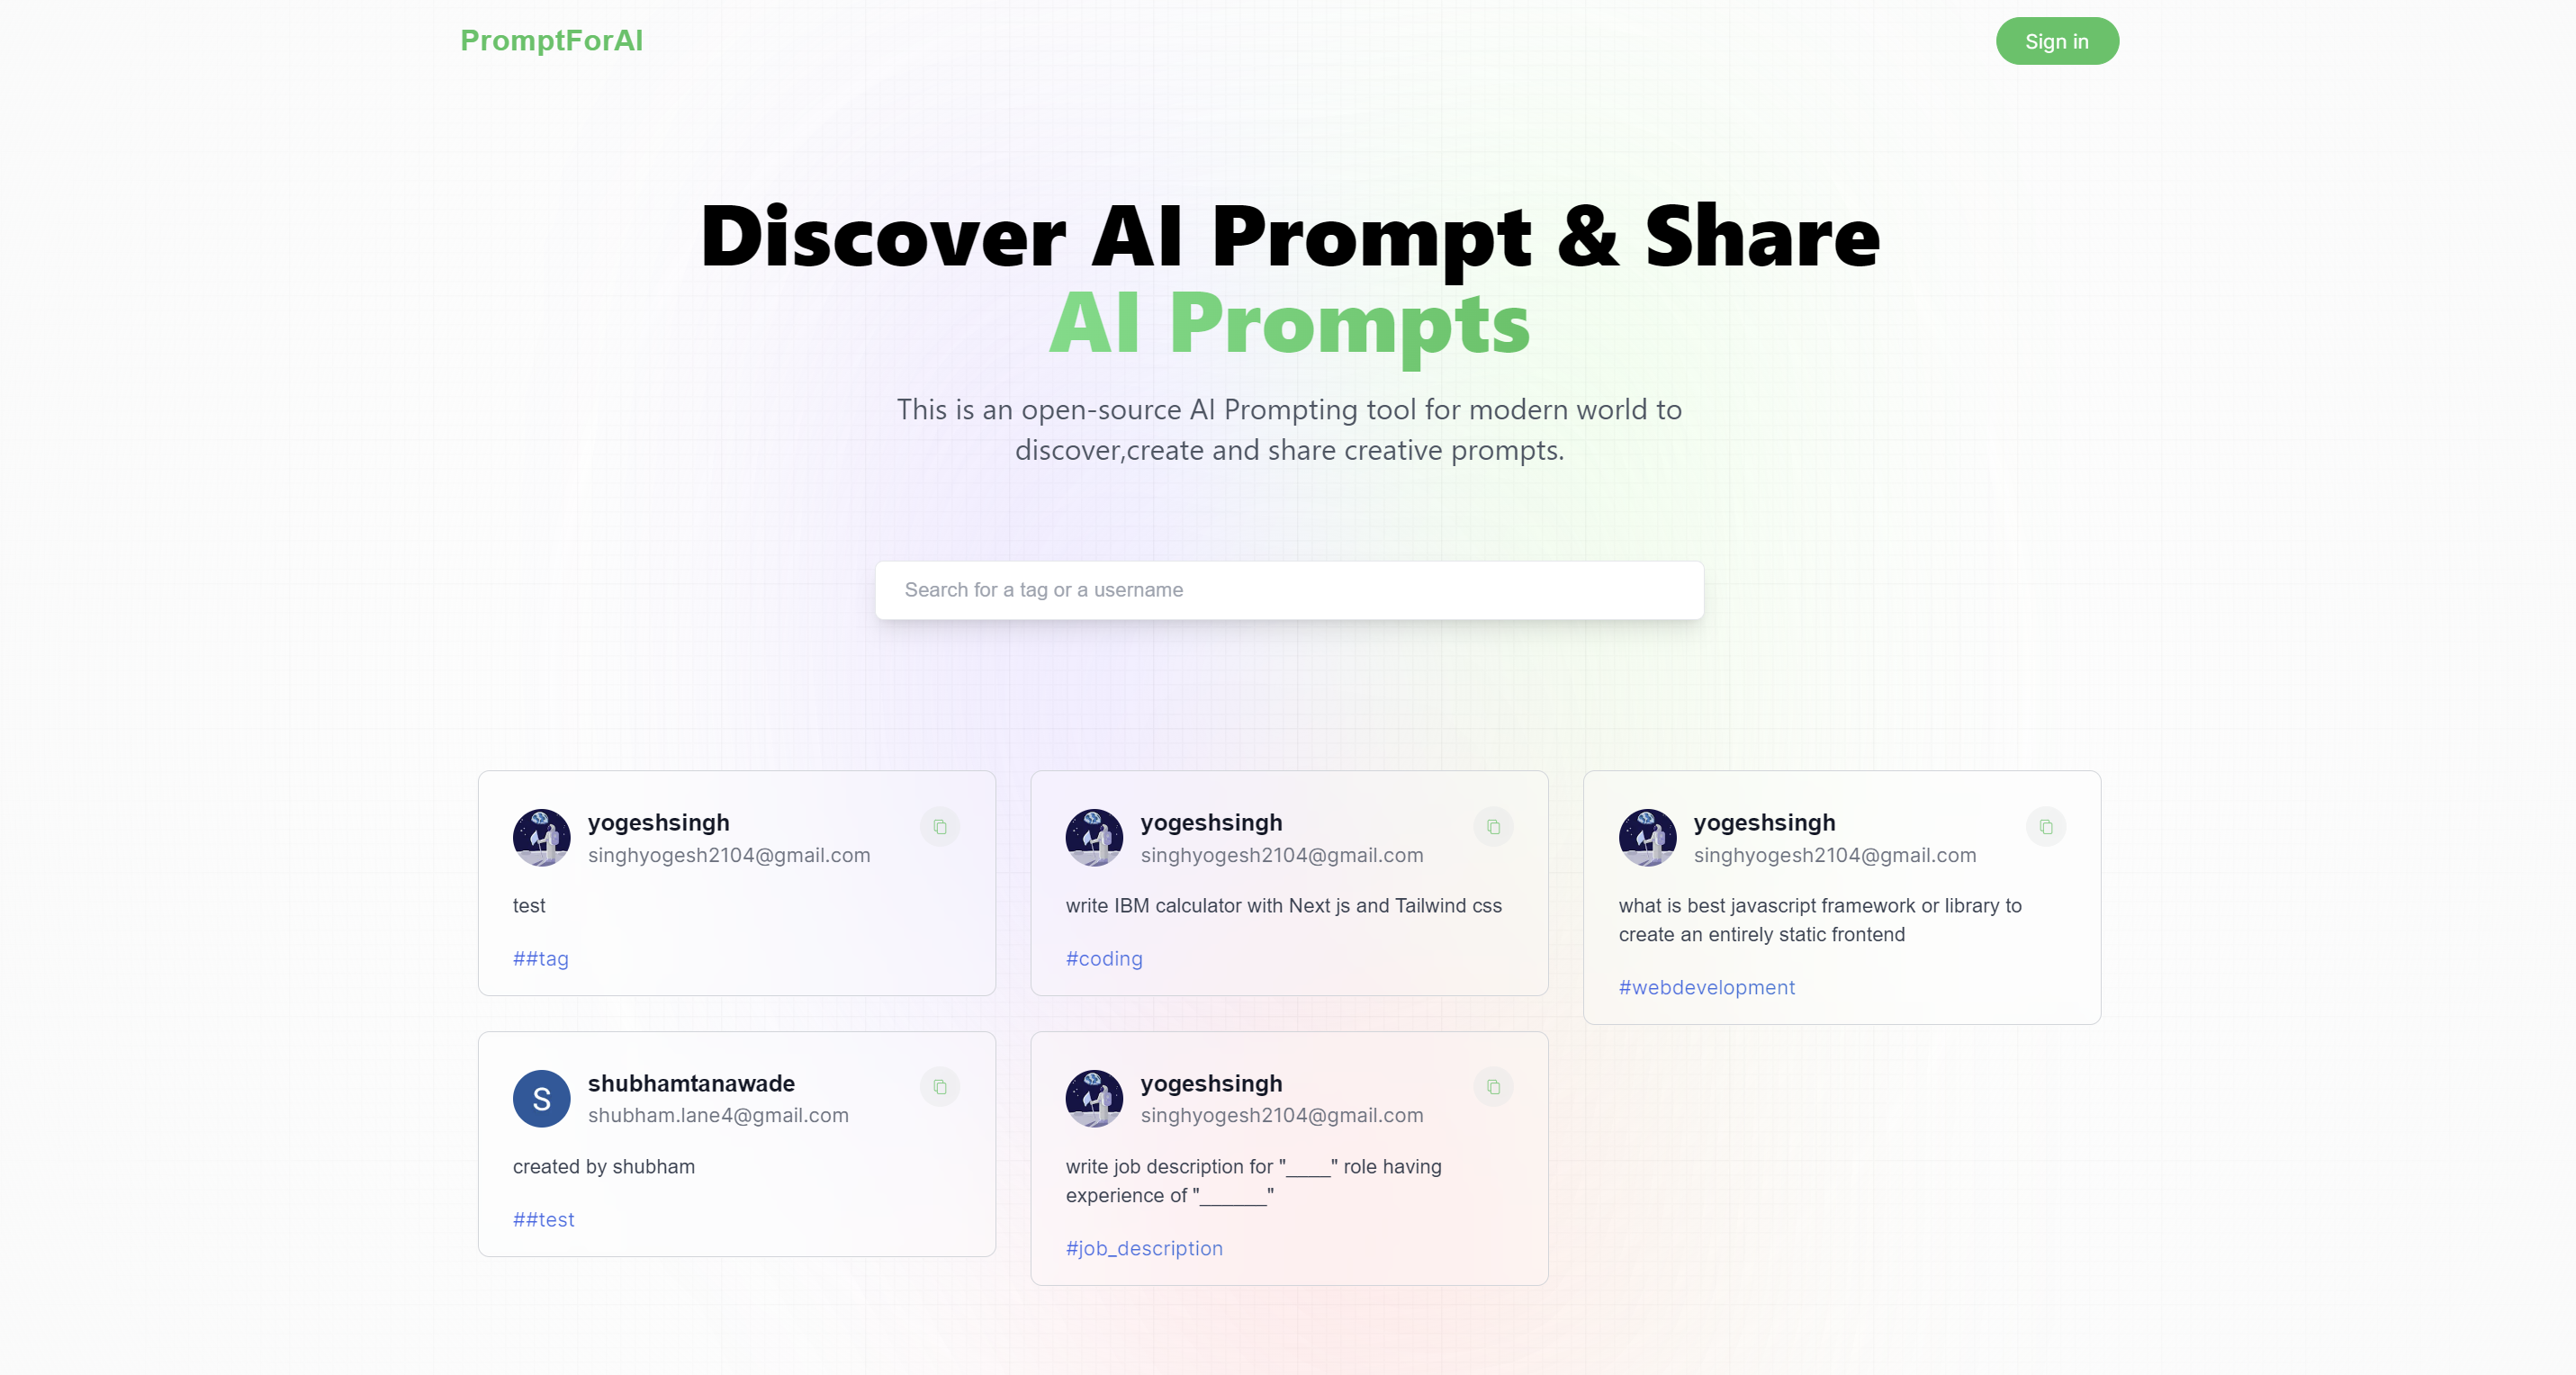 PromptForAI
Sign in
Discover AI Prompt & Share
AI Prompts
This is an open-source AI Prompting tool for modern world to
discover,create and share creative prompts.
Search for a tag or a username
yogeshsingh
singhyogesh2104@gmail.com
test
##tag
yogeshsingh
singhyogesh2104@gmail.com
write IBM calculator with Next js and Tailwind css
#coding
yogeshsingh
singhyogesh2104@gmail.com
what is best javascript framework or library to
create an entirely static frontend
#webdevelopment
S
shubhamtanawade
shubham.lane4@gmail.com
created by shubham
##test
yogeshsingh
singhyogesh2104@gmail.com
write job description for "____" role having
experience of "______"
#job_description